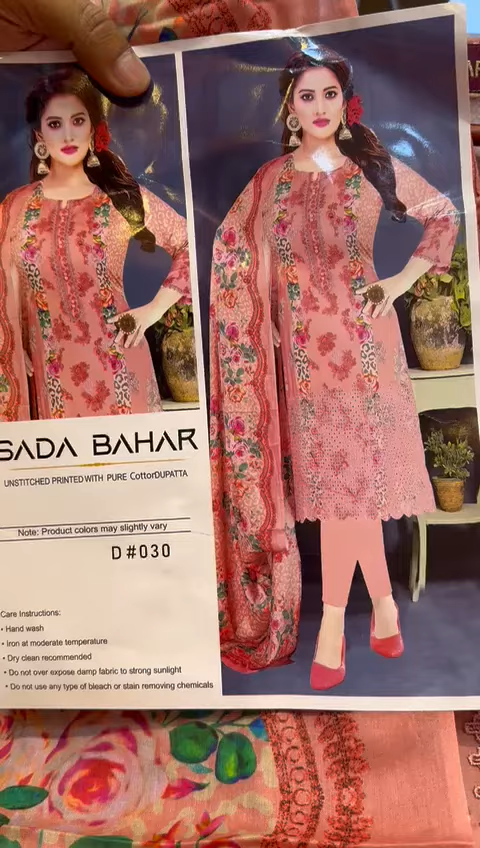 SADA BAHAR
UNSTITCHED PRINTED WITH PURE CottorDUPATTA
Note: Product colors may slightly vary
D#030
Care Instructions:
• Hand wash
• Iron at moderate temperature
• Dry clean recommended
• Do not over expose damp fabric to strong sunlight
• Do not use any type of bleach or stain removing chemicals